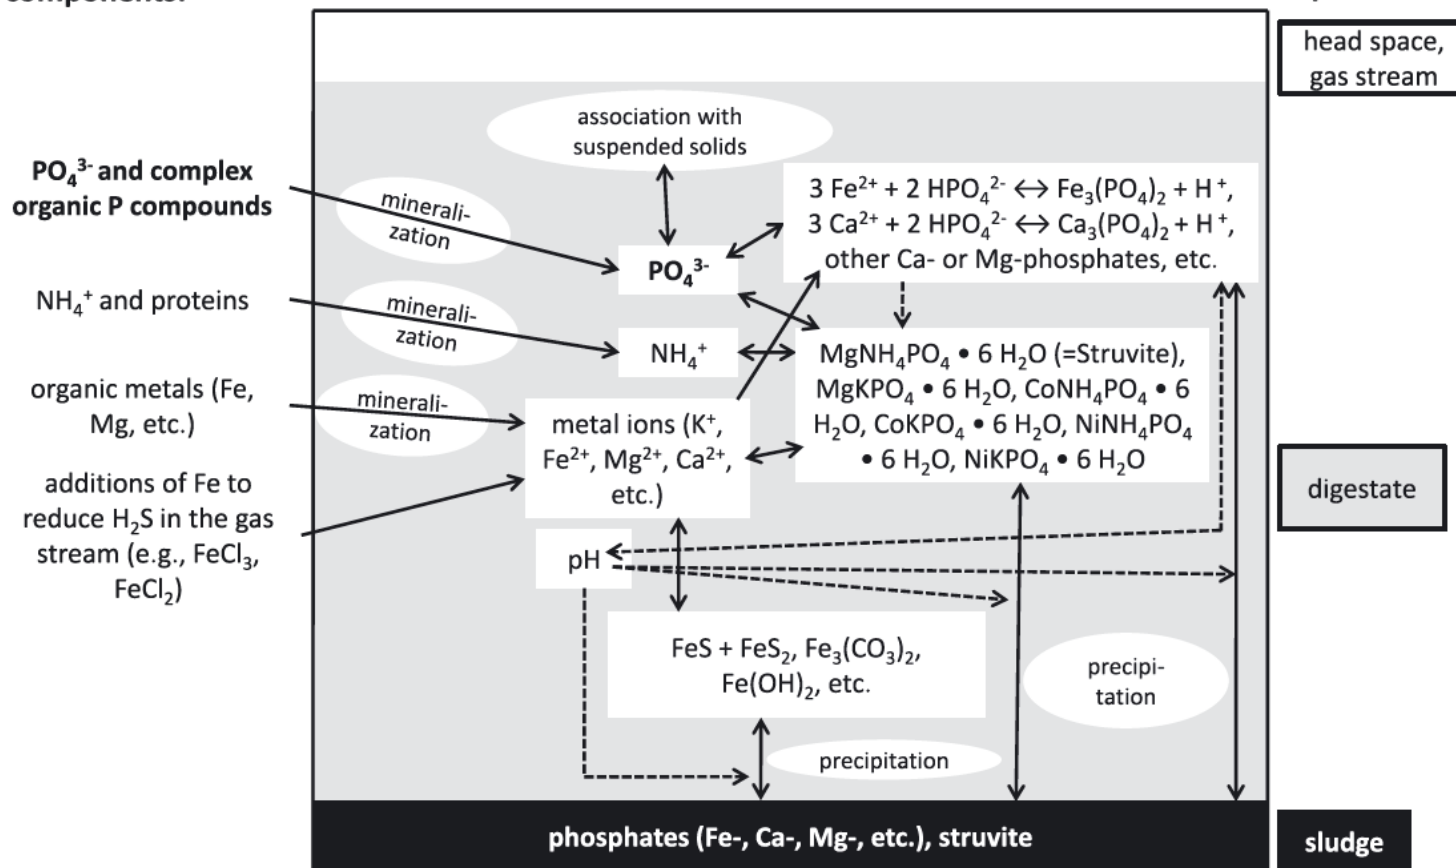 components:
head space,
gas stream
association with
suspended solids
PO₄³⁻ and complex
organic P compounds
minerali-
zation
3 Fe²⁺ + 2 HPO₄²⁻ ↔ Fe₃(PO₄)₂ + H⁺,
3 Ca²⁺ + 2 HPO₄²⁻ ↔ Ca₃(PO₄)₂ + H⁺,
other Ca- or Mg-phosphates, etc.
PO₄³⁻
NH₄⁺ and proteins
minerali-
zation
NH₄⁺
MgNH₄PO₄ • 6 H₂O (=Struvite),
MgKPO₄ • 6 H₂O, CoNH₄PO₄ • 6
H₂O, CoKPO₄ • 6 H₂O, NiNH₄PO₄
• 6 H₂O, NiKPO₄ • 6 H₂O
organic metals (Fe,
Mg, etc.)
minerali-
zation
metal ions (K⁺,
Fe²⁺, Mg²⁺, Ca²⁺,
etc.)
additions of Fe to
reduce H₂S in the gas
stream (e.g., FeCl₃,
FeCl₂)
digestate
pH
FeS + FeS₂, Fe₃(CO₃)₂,
Fe(OH)₂, etc.
precipi-
tation
precipitation
phosphates (Fe-, Ca-, Mg-, etc.), struvite
sludge